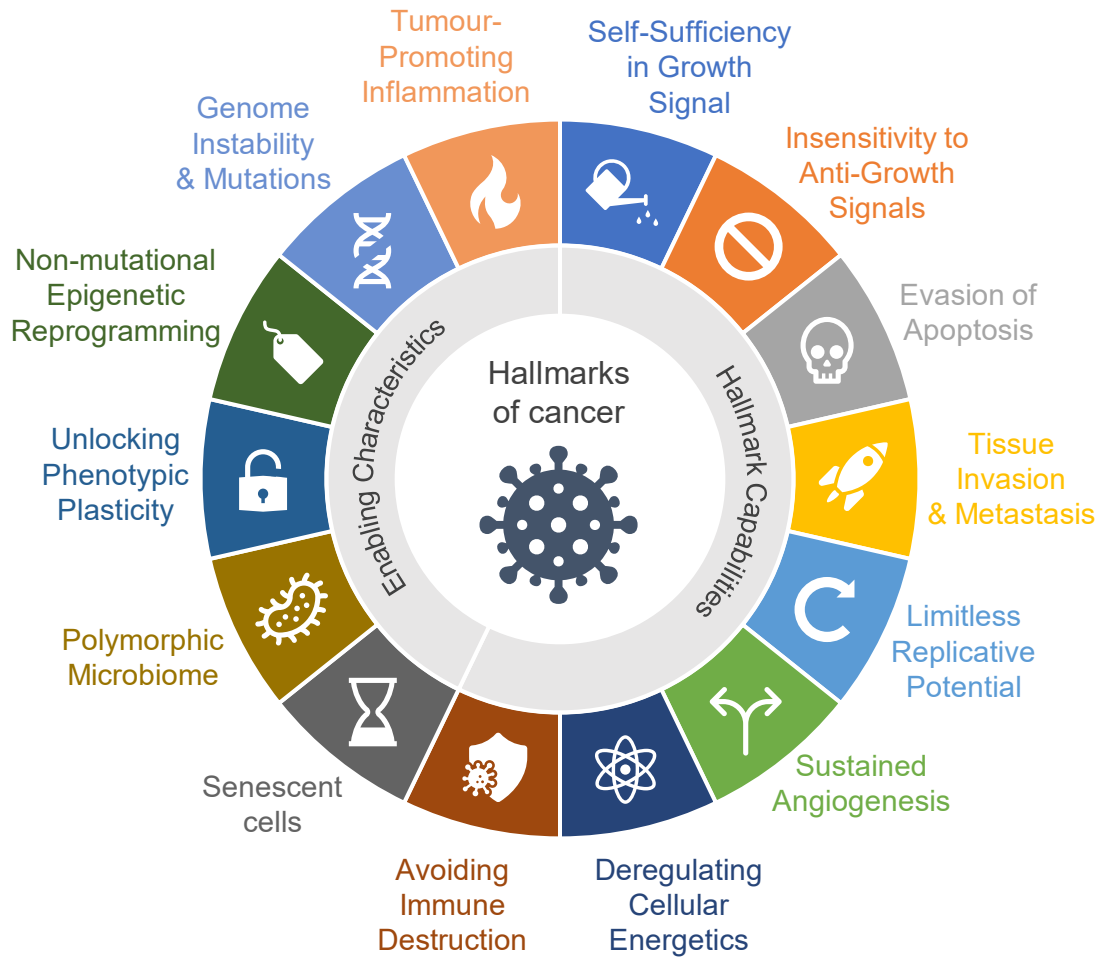 Hallmarks
of cancer
Hallmark Capabilities
Enabling Characteristics
Self-Sufficiency
in Growth
Signal
Insensitivity to
Anti-Growth
Signals
Evasion of
Apoptosis
Tissue
Invasion
& Metastasis
Limitless
Replicative
Potential
Sustained
Angiogenesis
Deregulating
Cellular
Energetics
Avoiding
Immune
Destruction
Senescent
cells
Polymorphic
Microbiome
Unlocking
Phenotypic
Plasticity
Non-mutational
Epigenetic
Reprogramming
Genome
Instability
& Mutations
Tumour-
Promoting
Inflammation